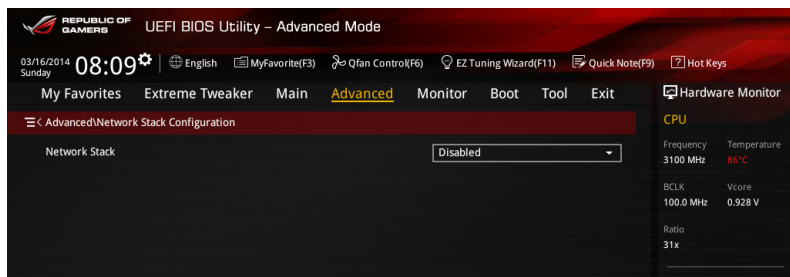 REPUBLIC OF
GAMERS
UEFI BIOS Utility – Advanced Mode
03/16/2014
Sunday
08:09
English
MyFavorite(F3)
Qfan Control(F6)
EZ Tuning Wizard(F11)
Quick Note(F9)
? Hot Keys
My Favorites Extreme Tweaker Main Advanced Monitor Boot Tool Exit
Hardware Monitor
< Advanced\Network Stack Configuration
Network Stack Disabled
CPU
Frequency Temperature
3100 MHz 86°C
BCLK Vcore
100.0 MHz 0.928 V
Ratio
31x